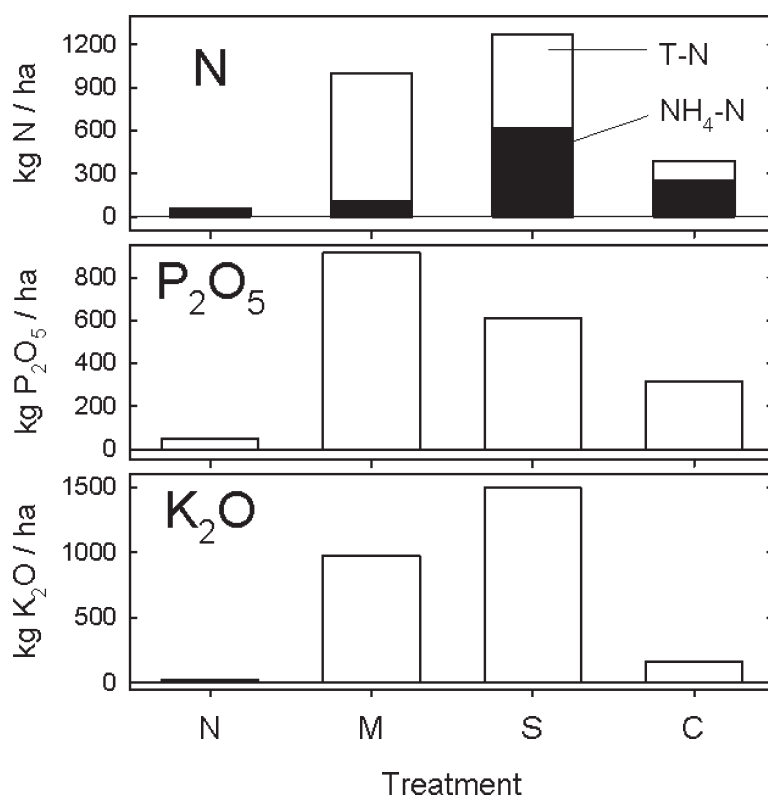 kg N / ha
1200
900
600
300
0
N
T-N
NH₄-N
kg P₂O₅ / ha
800
600
400
200
0
P₂O₅
kg K₂O / ha
1500
1000
500
0
K₂O
N M S C
Treatment